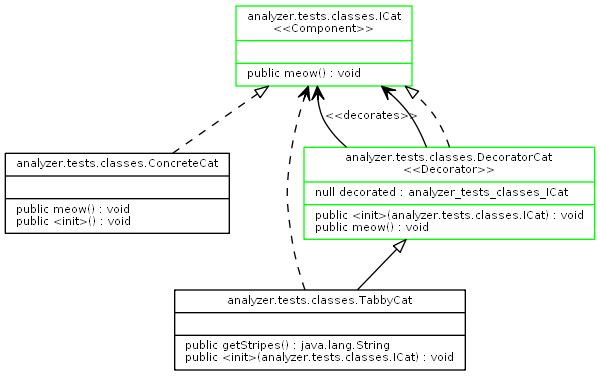 analyzer.tests.classes.ICat
<<Component>>
public meow() : void
<<decorates>>
analyzer.tests.classes.ConcreteCat
public meow() : void
public <init>() : void
analyzer.tests.classes.DecoratorCat
<<Decorator>>
null decorated : analyzer_tests_classes_ICat
public <init>(analyzer.tests.classes.ICat) : void
public meow() : void
analyzer.tests.classes.TabbyCat
public getStripes() : java.lang.String
public <init>(analyzer.tests.classes.ICat) : void